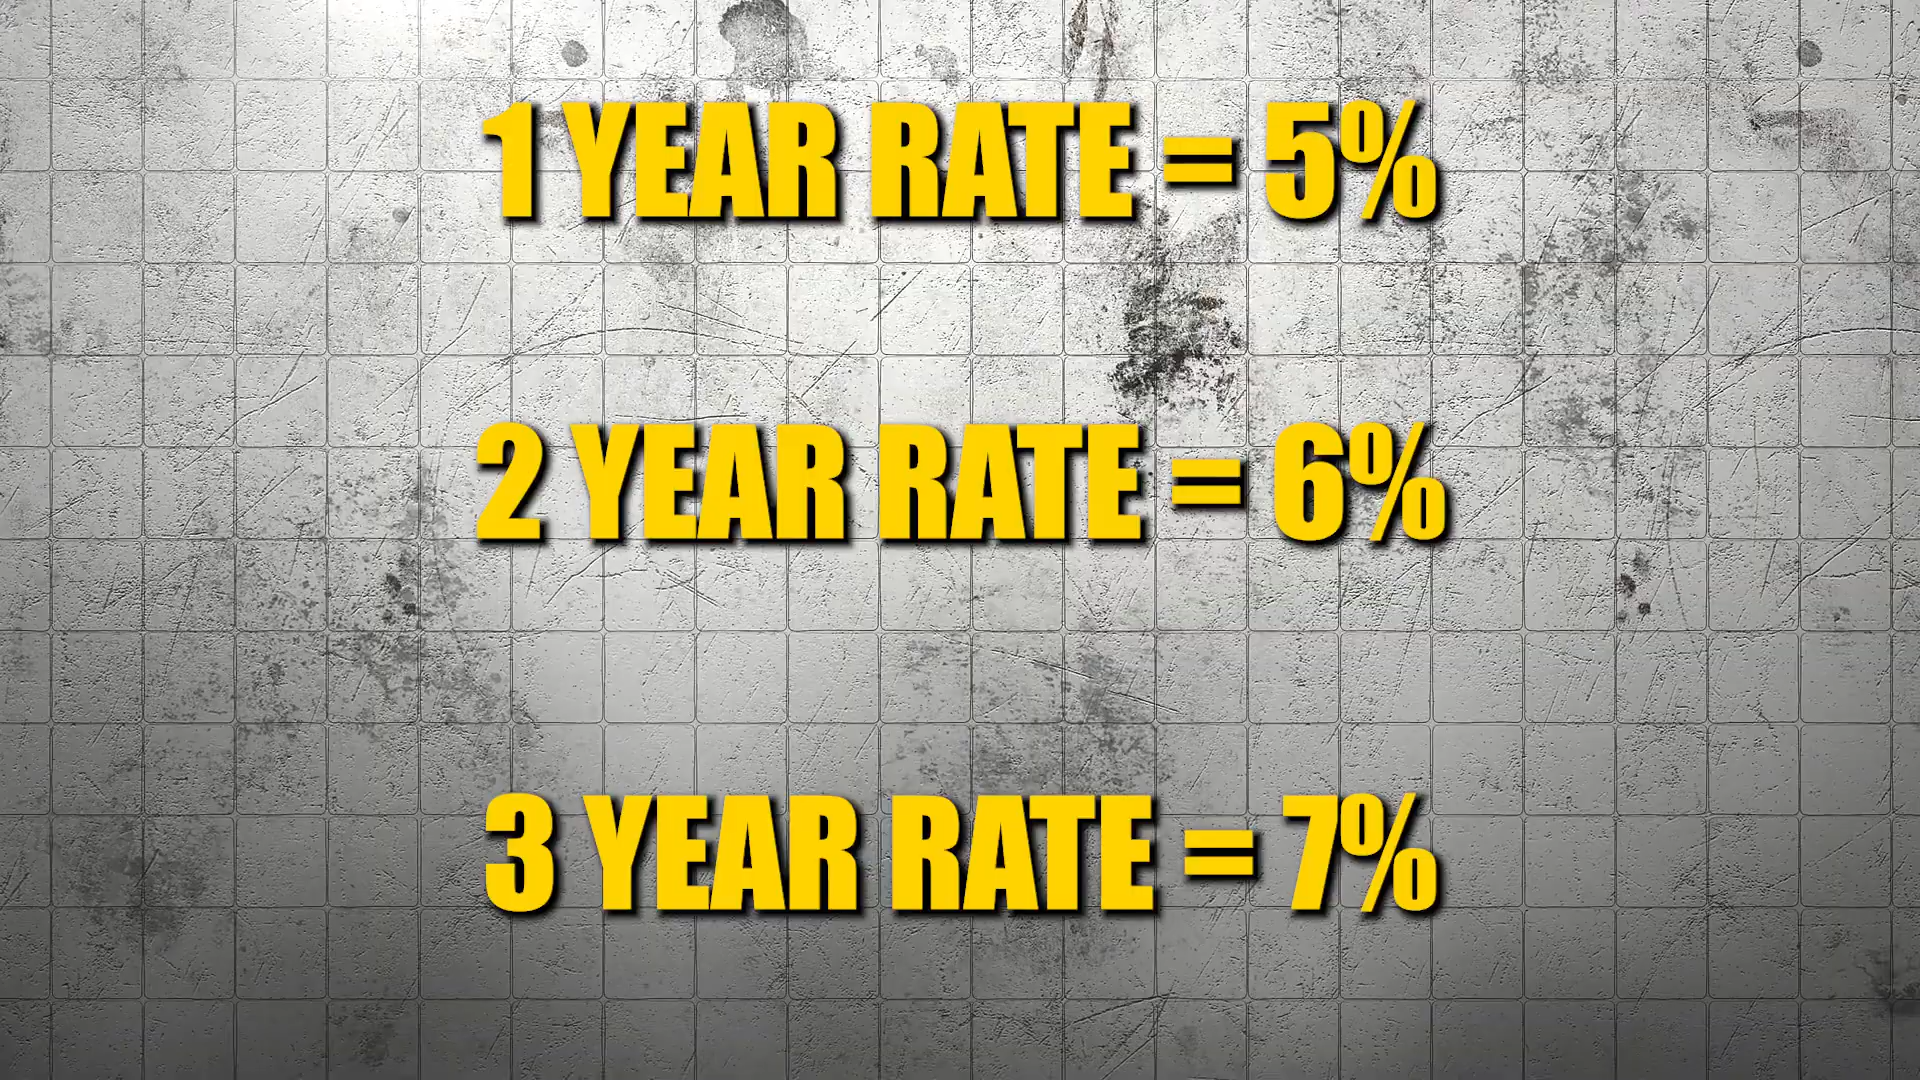 1 YEAR RATE = 5%
2 YEAR RATE = 6%
3 YEAR RATE = 7%